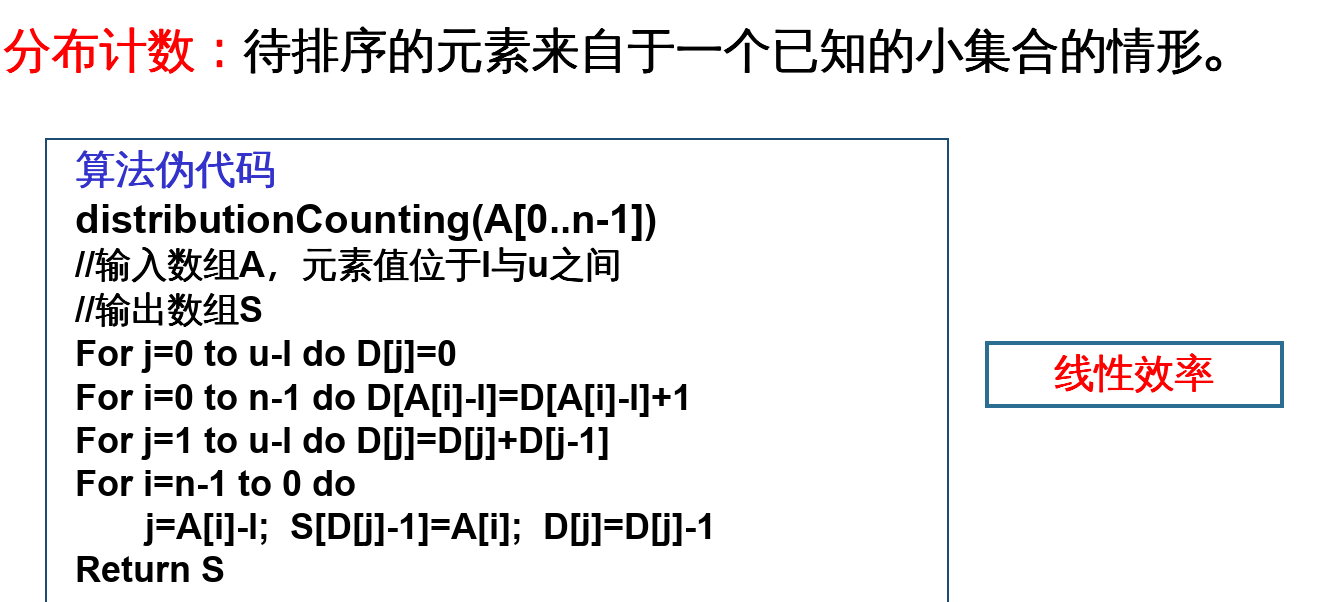 分布计数：待排序的元素来自于一个已知的小集合的情形。
算法伪代码
distributionCounting(A[0..n-1])
//输入数组A，元素值位于l与u之间
//输出数组S
For j=0 to u-l do D[j]=0
For i=0 to n-1 do D[A[i]-l]=D[A[i]-l]+1
For j=1 to u-l do D[j]=D[j]+D[j-1]
For i=n-1 to 0 do
j=A[i]-l; S[D[j]-1]=A[i]; D[j]=D[j]-1
Return S
线性效率